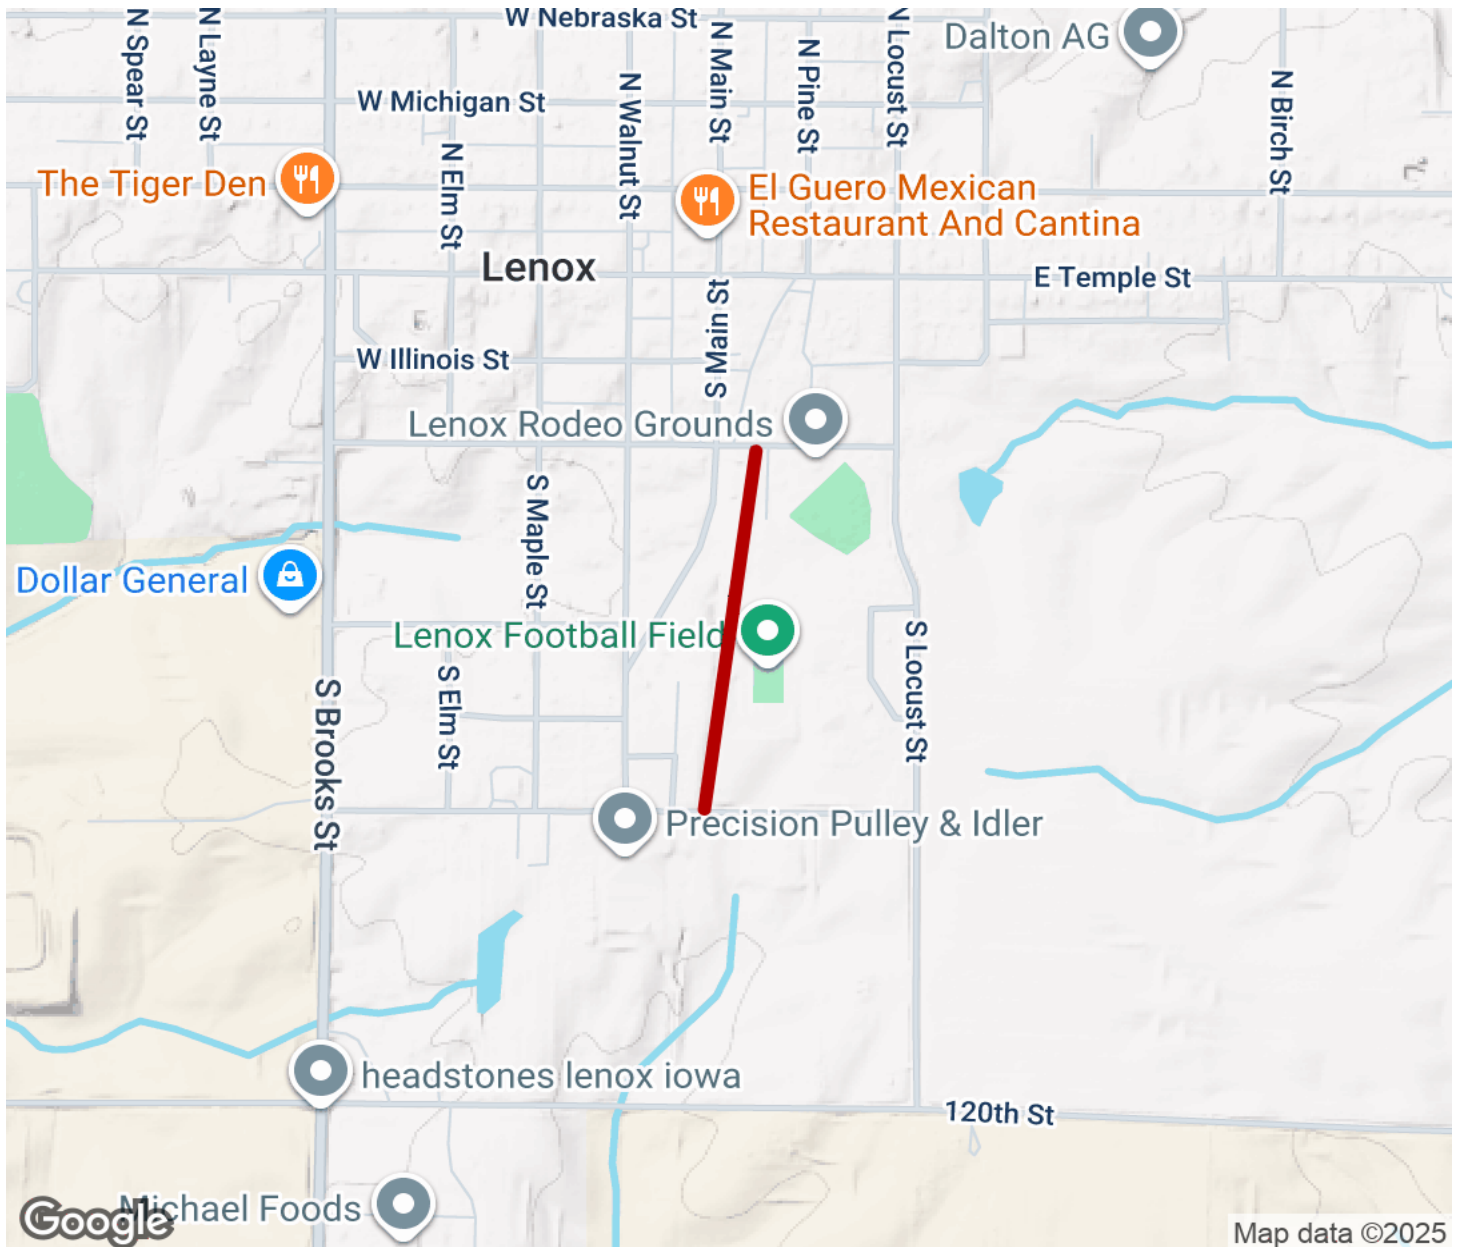 W Nebraska St
N Spear St
N Layne St
N Main St
N Pine St
N Locust St
Dalton AG
W Michigan St
N Walnut St
N Birch St
N Elm St
The Tiger Den
El Guero Mexican
Restaurant And Cantina
Lenox
E Temple St
S Main St
W Illinois St
Lenox Rodeo Grounds
S Maple St
Dollar General
Lenox Football Field
S Elm St
S Locust St
S Brooks St
Precision Pulley & Idler
headstones lenox iowa
120th St
Michael Foods
Google
Map data ©2025